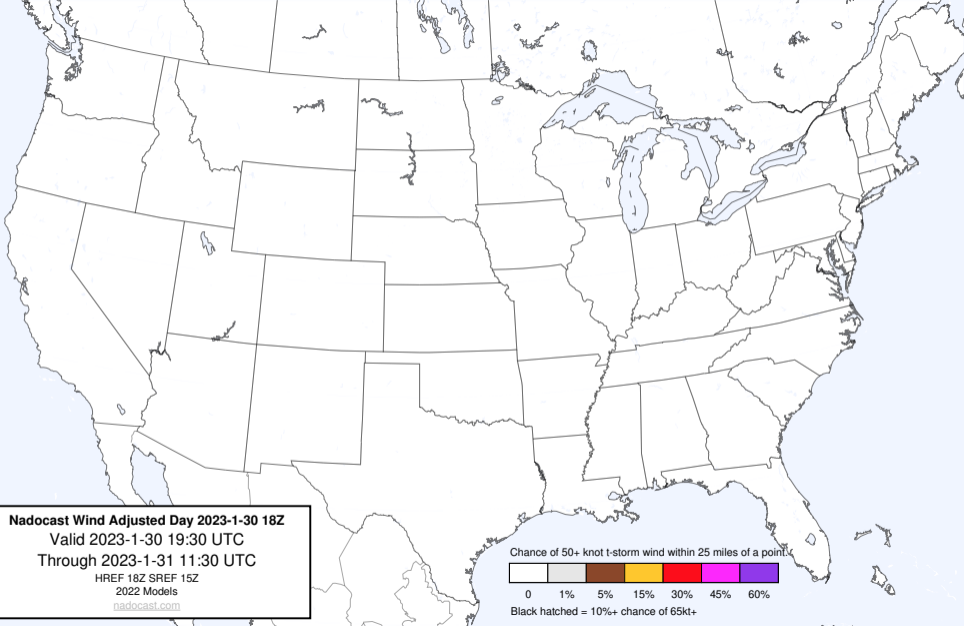 Nadocast Wind Adjusted Day 2023-1-30 18Z
Valid 2023-1-30 19:30 UTC
Through 2023-1-31 11:30 UTC
HREF 18Z SREF 15Z
2022 Models
nadocast.com
Chance of 50+ knot t-storm wind within 25 miles of a point.
0 1% 5% 15% 30% 45% 60%
Black hatched = 10%+ chance of 65kt+